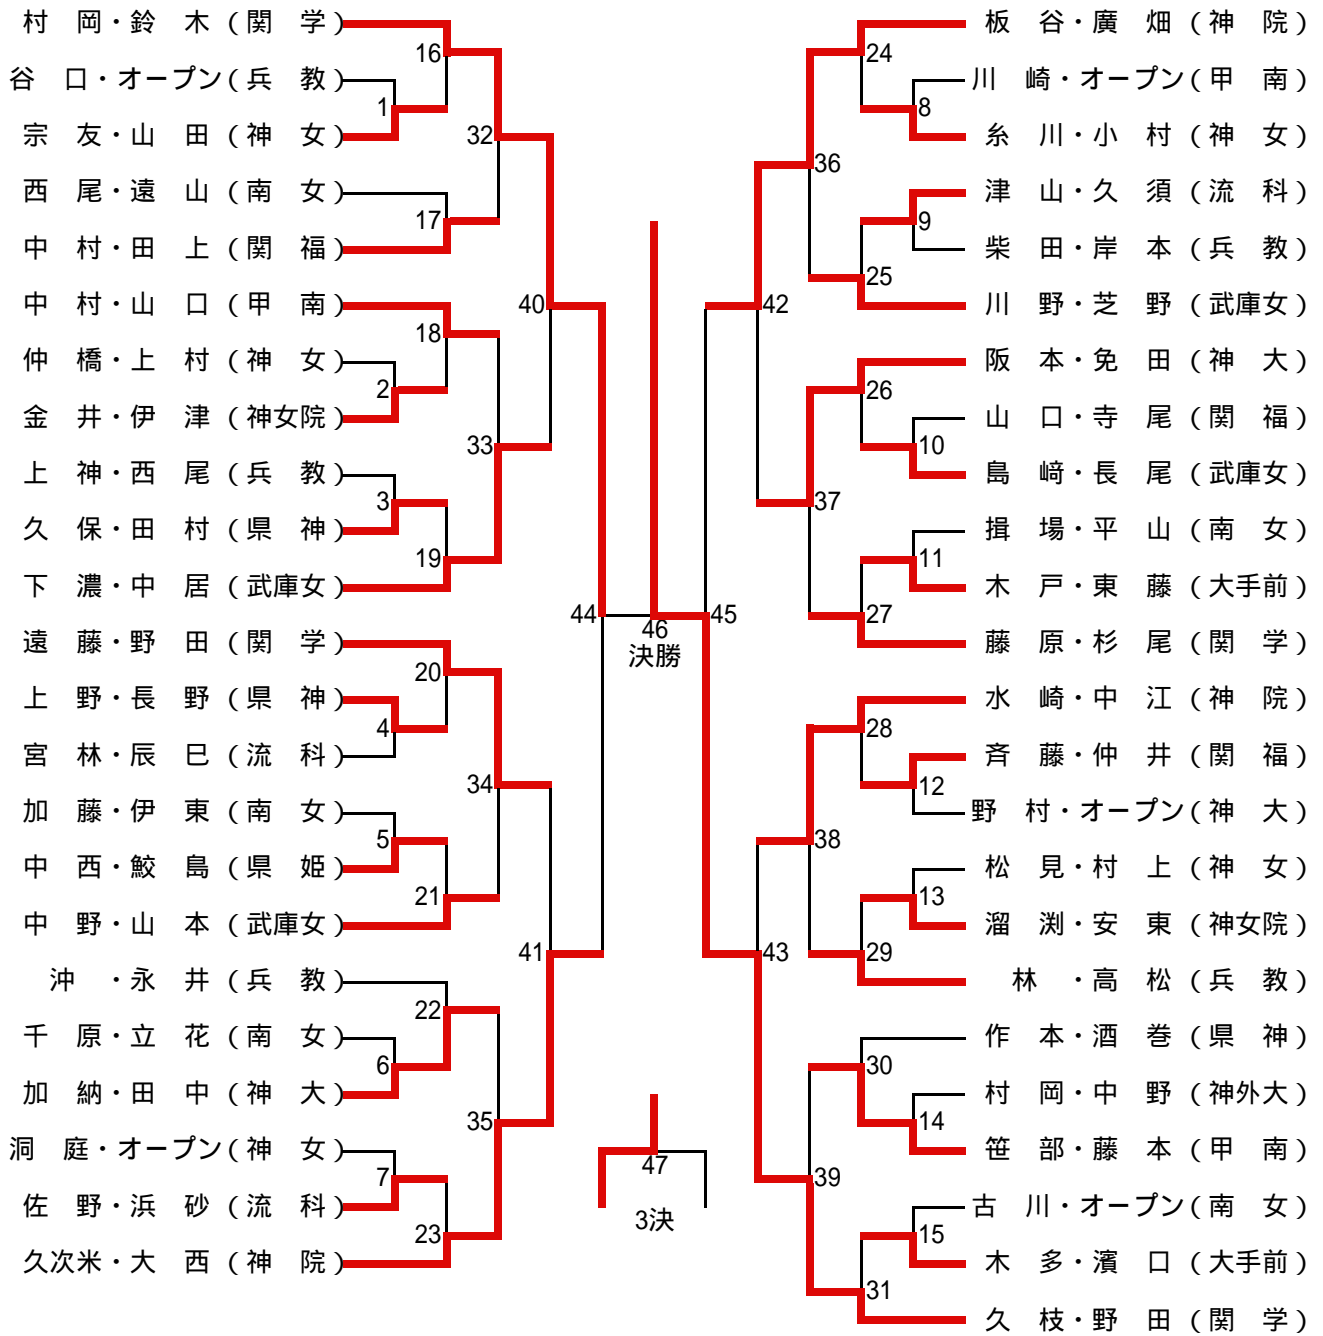 村 岡・鈴 木 (関 学)
谷 口・オープン(兵 教)
宗 友・山 田 (神 女)
西 尾・遠 山 (南 女)
中 村・田 上 (関 福)
中 村・山 口 (甲 南)
仲 橋・上 村 (神 女)
金 井・伊 津 (神女院)
上 神・西 尾 (兵 教)
久 保・田 村 (県 神)
下 濃・中 居 (武庫女)
遠 藤・野 田 (関 学)
上 野・長 野 (県 神)
宮 林・辰 巳 (流 科)
加 藤・伊 東 (南 女)
中 西・鮫 島 (県 姫)
中 野・山 本 (武庫女)
沖 ・永 井 (兵 教)
千 原・立 花 (南 女)
加 納・田 中 (神 大)
洞 庭・オープン(神 女)
佐 野・浜 砂 (流 科)
久次米・大 西 (神 院)
1
2
3
4
5
6
7
16
17
18
19
20
21
22
23
32
33
34
35
40
41
44
46
決勝
47
3決
45
42
43
36
37
38
39
24
25
26
27
28
29
30
31
8
9
10
11
12
13
14
15
板 谷・廣 畑 (神 院)
川 崎・オープン(甲 南)
糸 川・小 村 (神 女)
津 山・久 須 (流 科)
柴 田・岸 本 (兵 教)
川 野・芝 野 (武庫女)
阪 本・免 田 (神 大)
山 口・寺 尾 (関 福)
島 﨑・長 尾 (武庫女)
揖 場・平 山 (南 女)
木 戸・東 藤 (大手前)
藤 原・杉 尾 (関 学)
水 崎・中 江 (神 院)
斉 藤・仲 井 (関 福)
野 村・オープン(神 大)
松 見・村 上 (神 女)
溜 渕・安 東 (神女院)
林 ・高 松 (兵 教)
作 本・酒 巻 (県 神)
村 岡・中 野 (神外大)
笹 部・藤 本 (甲 南)
古 川・オープン(南 女)
木 多・濱 口 (大手前)
久 枝・野 田 (関 学)